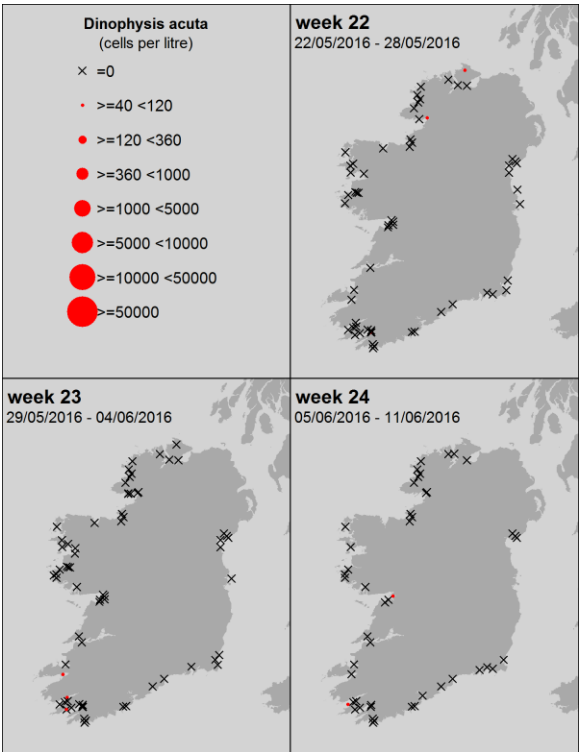 Dinophysis acuta
(cells per litre)
=0
>=40 <120
>=120 <360
>=360 <1000
>=1000 <5000
>=5000 <10000
>=10000 <50000
>=50000
week 22
22/05/2016 - 28/05/2016
week 23
29/05/2016 - 04/06/2016
week 24
05/06/2016 - 11/06/2016